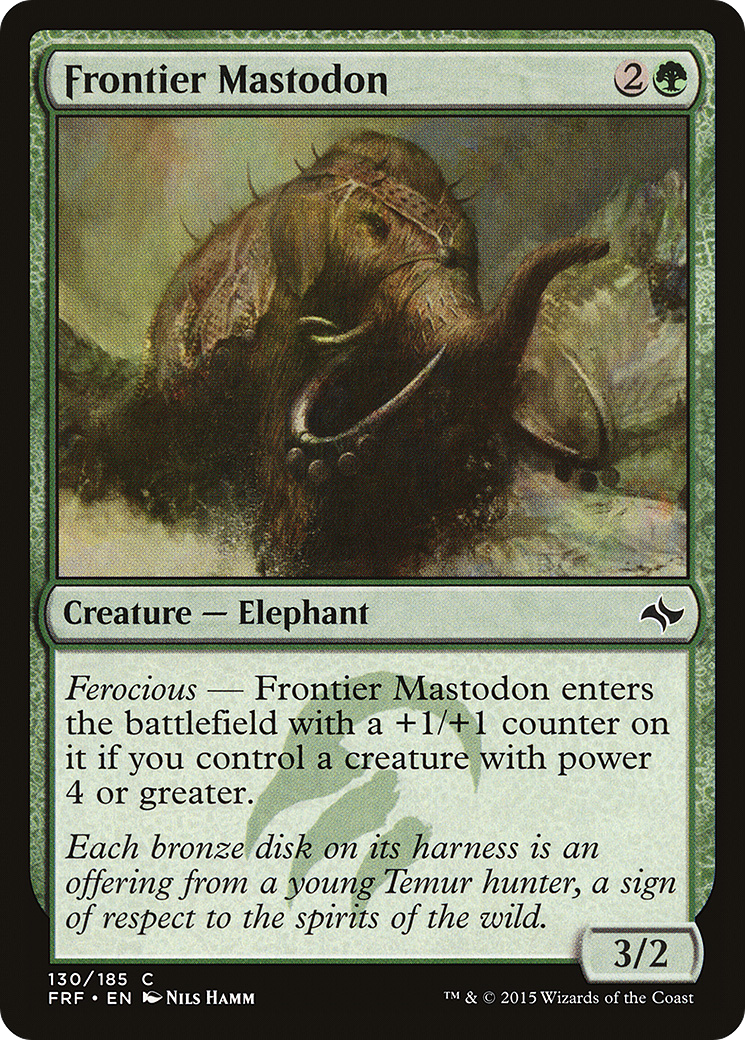 Frontier Mastodon 2
Creature — Elephant
Ferocious — Frontier Mastodon enters
the battlefield with a +1/+1 counter on
it if you control a creature with power
4 or greater.
Each bronze disk on its harness is an
offering from a young Temur hunter, a sign
of respect to the spirits of the wild.
3/2
130/185 C
FRF • EN Nils Hamm
™ & © 2015 Wizards of the Coast